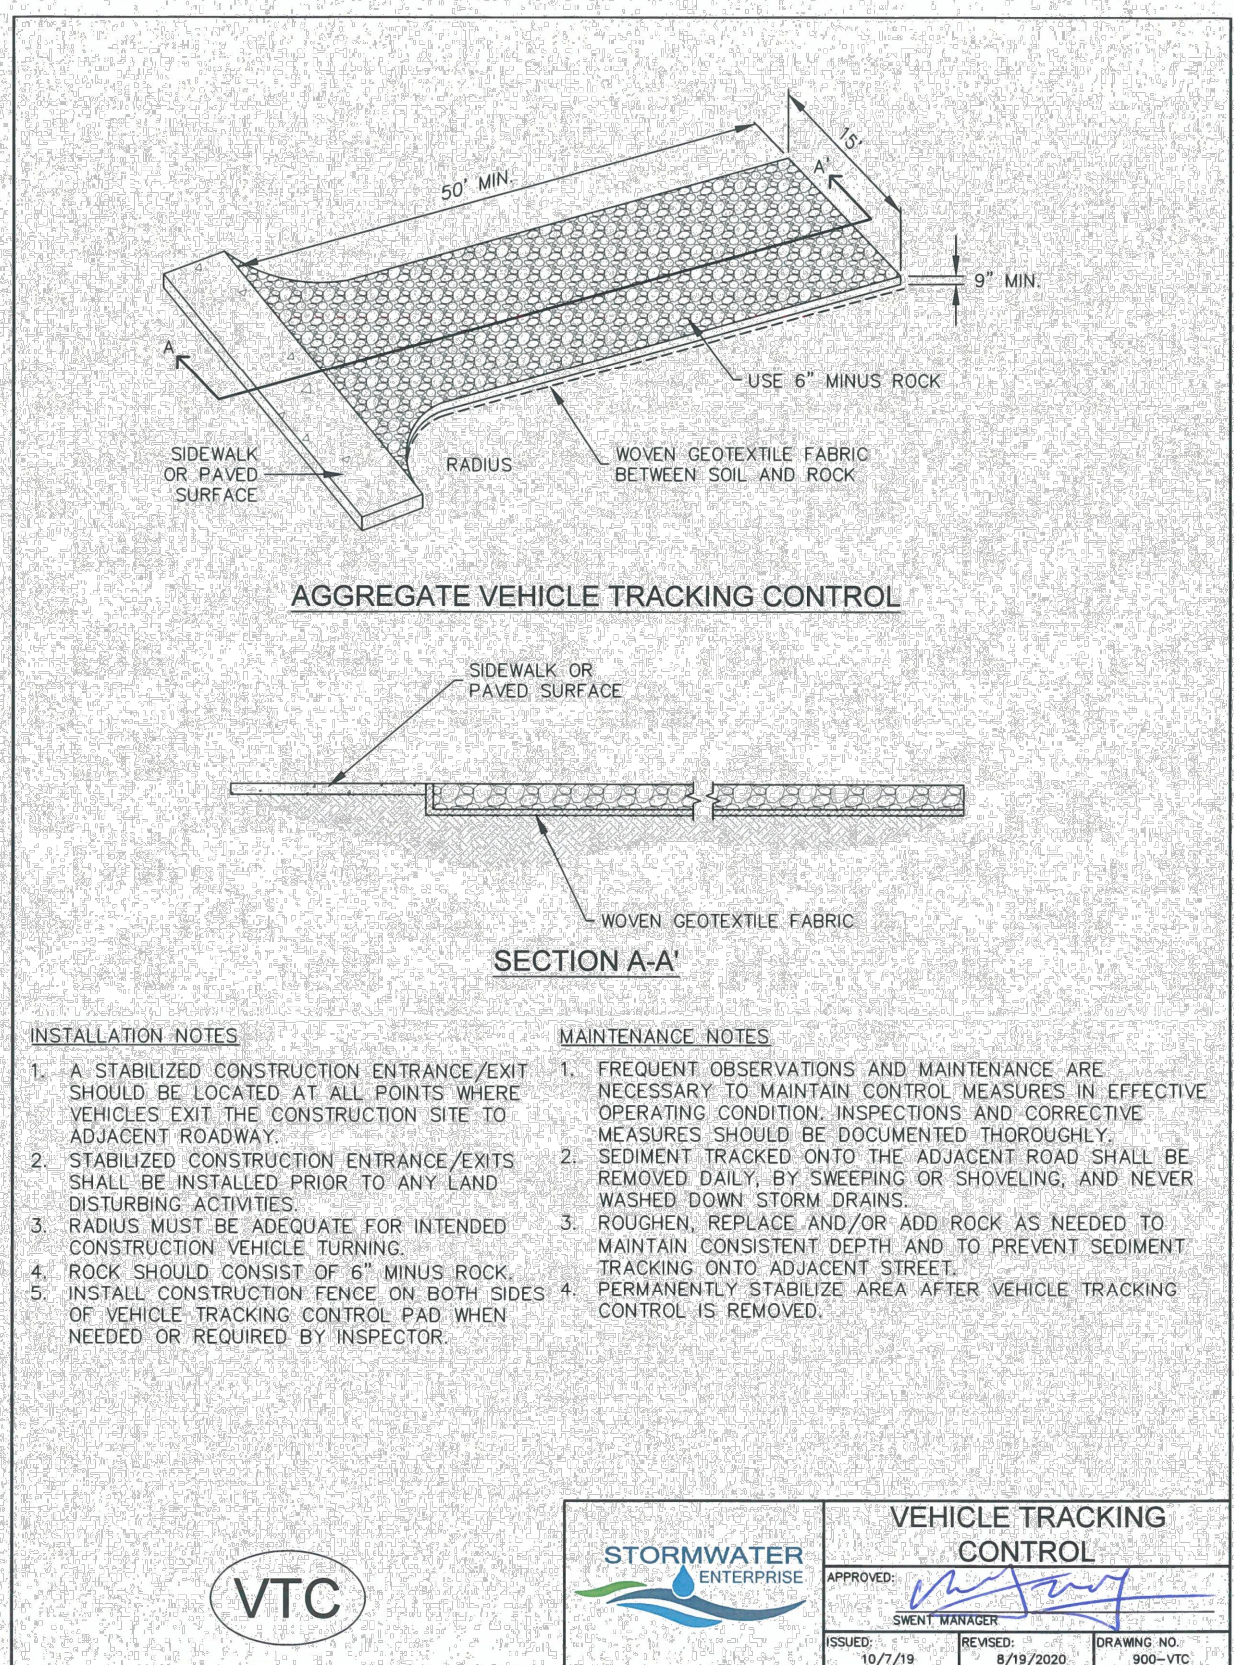 50' MIN.
15'
A'
9" MIN.
A
USE 6" MINUS ROCK
SIDEWALK
OR PAVED
SURFACE
RADIUS
WOVEN GEOTEXTILE FABRIC
BETWEEN SOIL AND ROCK
AGGREGATE VEHICLE TRACKING CONTROL
SIDEWALK OR
PAVED SURFACE
WOVEN GEOTEXTILE FABRIC
SECTION A-A'
INSTALLATION NOTES
1. A STABILIZED CONSTRUCTION ENTRANCE/EXIT
SHOULD BE LOCATED AT ALL POINTS WHERE
VEHICLES EXIT THE CONSTRUCTION SITE TO
ADJACENT ROADWAY.
2. STABILIZED CONSTRUCTION ENTRANCE/EXITS
SHALL BE INSTALLED PRIOR TO ANY LAND
DISTURBING ACTIVITIES.
3. RADIUS MUST BE ADEQUATE FOR INTENDED
CONSTRUCTION VEHICLE TURNING.
4. ROCK SHOULD CONSIST OF 6" MINUS ROCK.
5. INSTALL CONSTRUCTION FENCE ON BOTH SIDES
OF VEHICLE TRACKING CONTROL PAD WHEN
NEEDED OR REQUIRED BY INSPECTOR.
MAINTENANCE NOTES
1. FREQUENT OBSERVATIONS AND MAINTENANCE ARE
NECESSARY TO MAINTAIN CONTROL MEASURES IN EFFECTIVE
OPERATING CONDITION. INSPECTIONS AND CORRECTIVE
MEASURES SHOULD BE DOCUMENTED THOROUGHLY.
2. SEDIMENT TRACKED ONTO THE ADJACENT ROAD SHALL BE
REMOVED DAILY, BY SWEEPING OR SHOVELING, AND NEVER
WASHED DOWN STORM DRAINS.
3. ROUGHEN, REPLACE AND/OR ADD ROCK AS NEEDED TO
MAINTAIN CONSISTENT DEPTH AND TO PREVENT SEDIMENT
TRACKING ONTO ADJACENT STREET.
4. PERMANENTLY STABILIZE AREA AFTER VEHICLE TRACKING
CONTROL IS REMOVED.
VTC
STORMWATER
ENTERPRISE
VEHICLE TRACKING
CONTROL
APPROVED:
SWENT MANAGER
ISSUED:
10/7/19
REVISED:
8/19/2020
DRAWING NO.
900-VTC